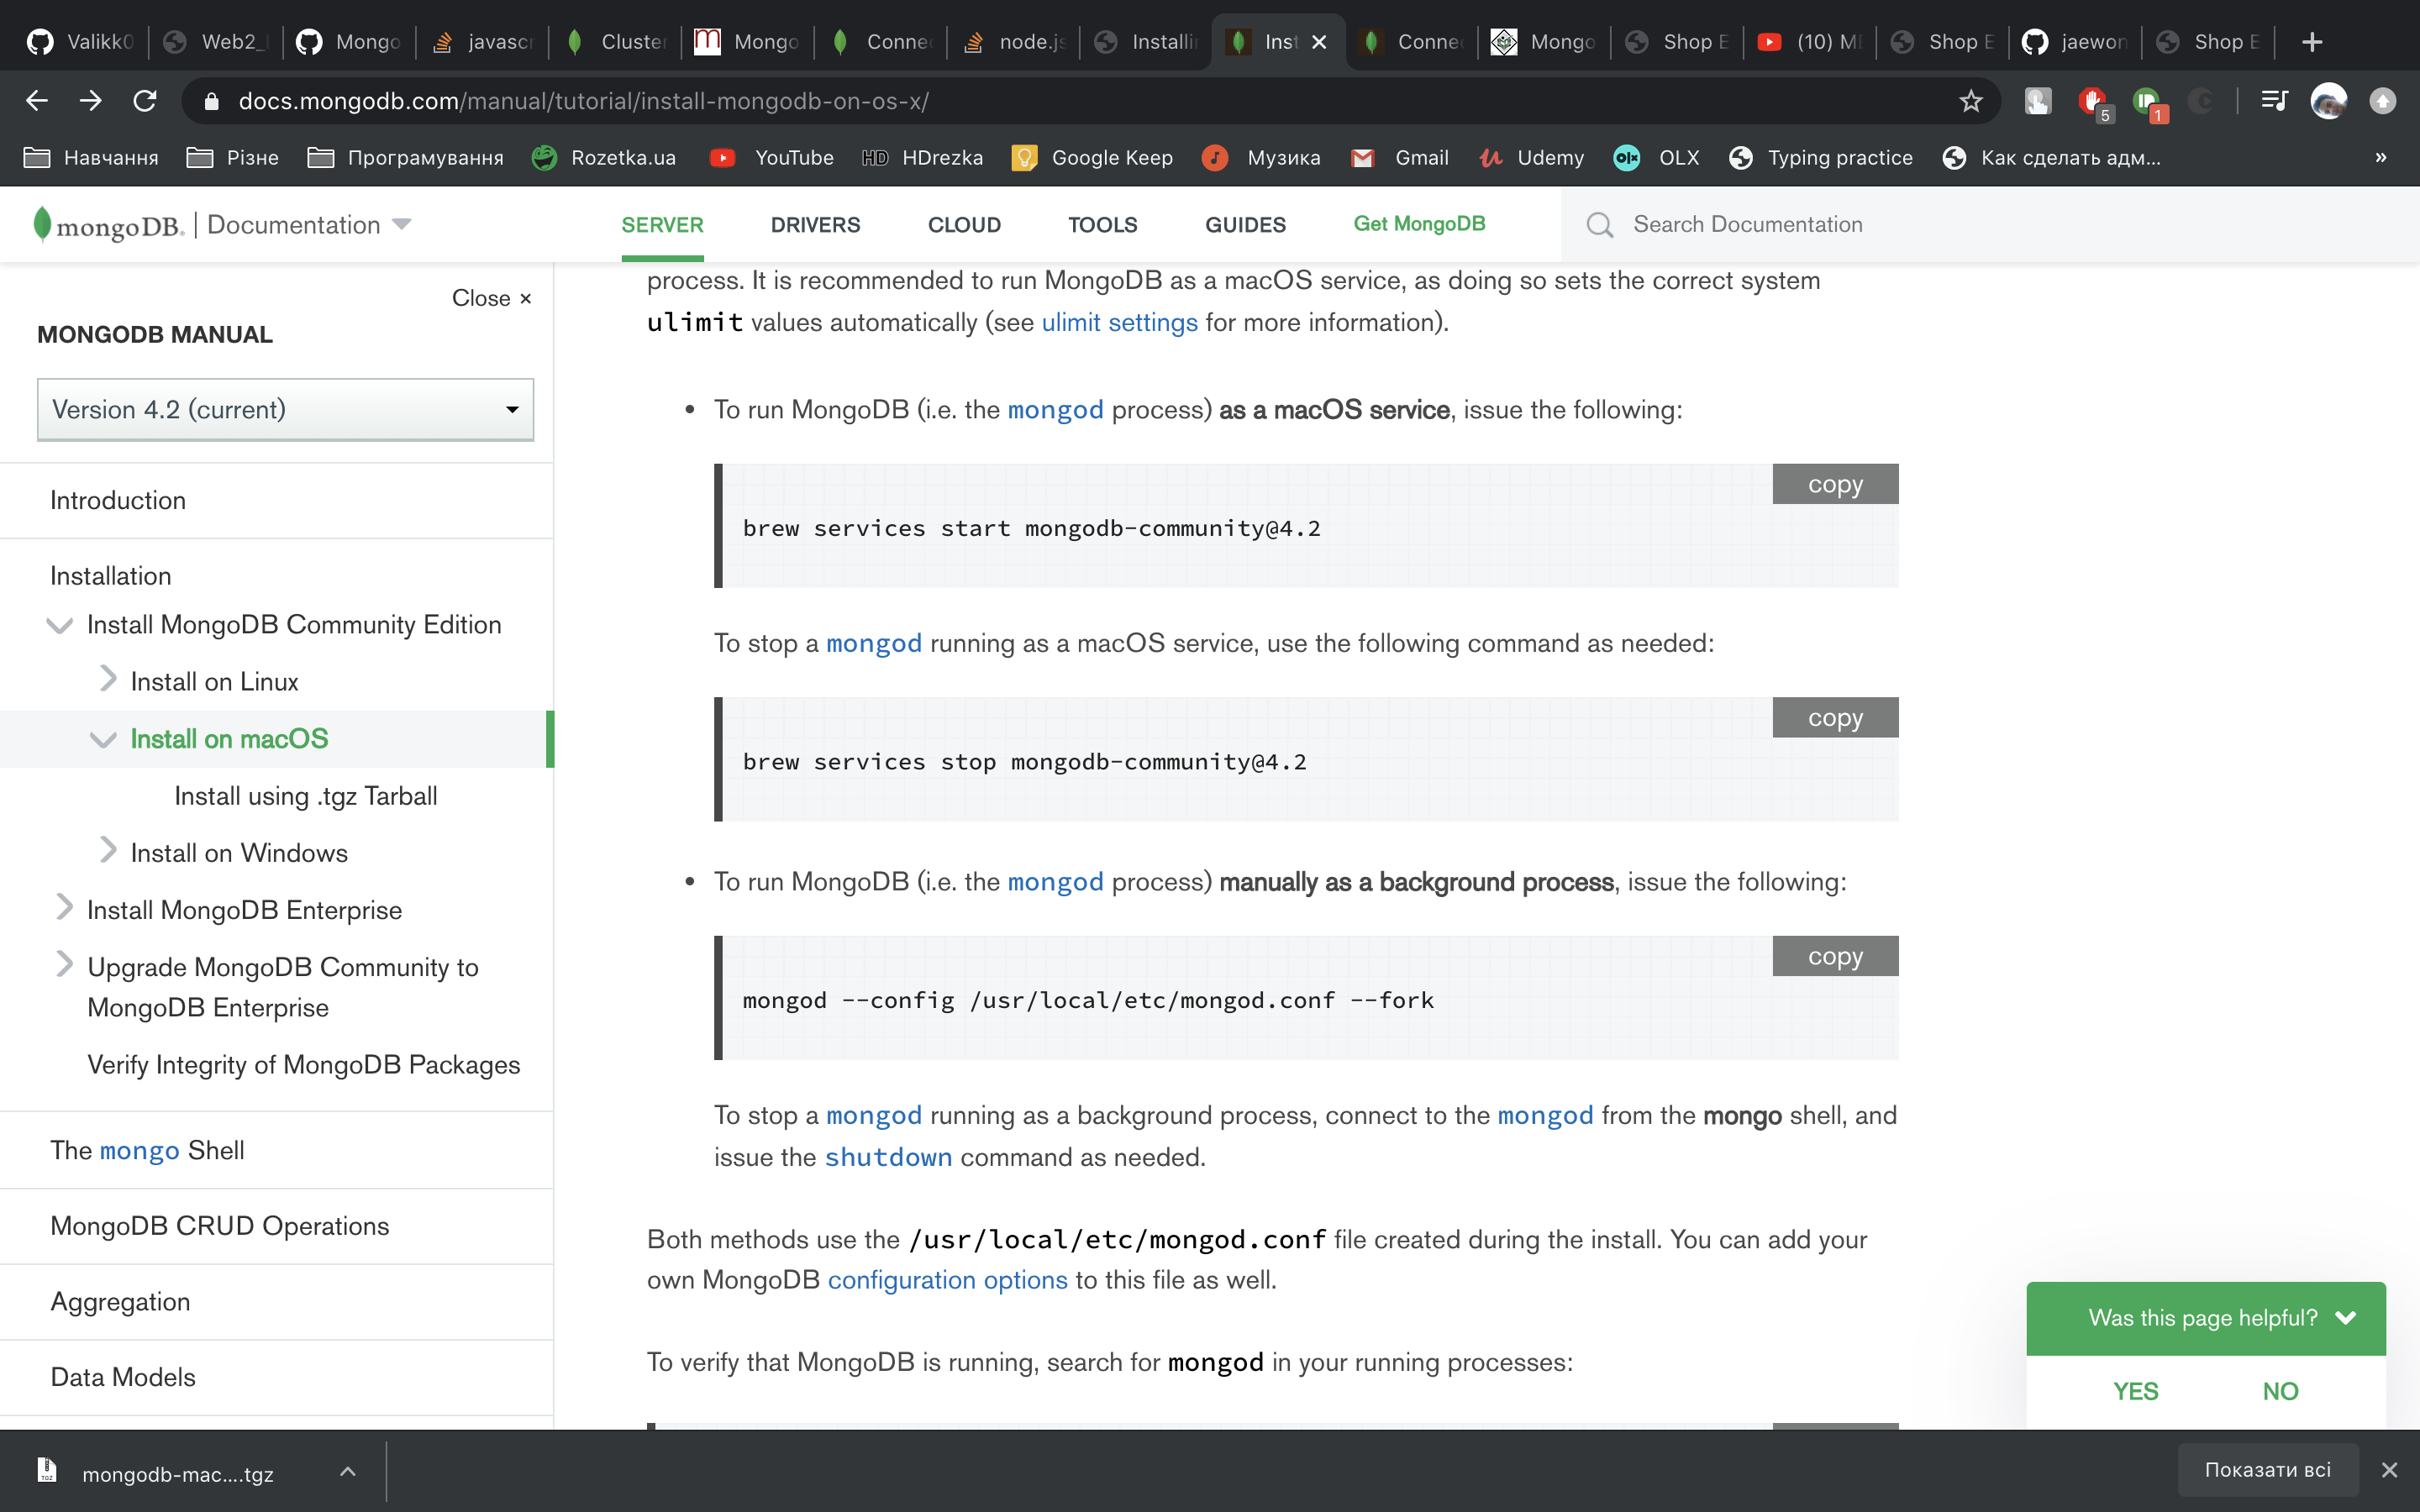 Valikk
Web2_
Mongo
javascr
Cluster
Mongo
Connec
node.js
Installi
Inst
Connec
Mongo
Shop E
(10) M
Shop E
jaewon
Shop E
docs.mongodb.com/manual/tutorial/install-mongodb-on-os-x/
5
1
Навчання
Різне
Програмування
Rozetka.ua
YouTube
HD HDrezka
Google Keep
Музика
Gmail
Udemy
olx OLX
Typing practice
Как сделать адм...
»
mongoDB. | Documentation
SERVER
DRIVERS
CLOUD
TOOLS
GUIDES
Get MongoDB
Search Documentation
Close ×
MONGODB MANUAL
Version 4.2 (current)
Introduction
Installation
Install MongoDB Community Edition
Install on Linux
Install on macOS
Install using .tgz Tarball
Install on Windows
Install MongoDB Enterprise
Upgrade MongoDB Community to
MongoDB Enterprise
Verify Integrity of MongoDB Packages
The mongo Shell
MongoDB CRUD Operations
Aggregation
Data Models
process. It is recommended to run MongoDB as a macOS service, as doing so sets the correct system
ulimit values automatically (see ulimit settings for more information).
• To run MongoDB (i.e. the mongod process) as a macOS service, issue the following:
copy
brew services start mongodb-community@4.2
To stop a mongod running as a macOS service, use the following command as needed:
copy
brew services stop mongodb-community@4.2
• To run MongoDB (i.e. the mongod process) manually as a background process, issue the following:
copy
mongod --config /usr/local/etc/mongod.conf --fork
To stop a mongod running as a background process, connect to the mongod from the mongo shell, and
issue the shutdown command as needed.
Both methods use the /usr/local/etc/mongod.conf file created during the install. You can add your
own MongoDB configuration options to this file as well.
To verify that MongoDB is running, search for mongod in your running processes:
Was this page helpful?
YES
NO
TGZ
mongodb-mac....tgz
Показати всі